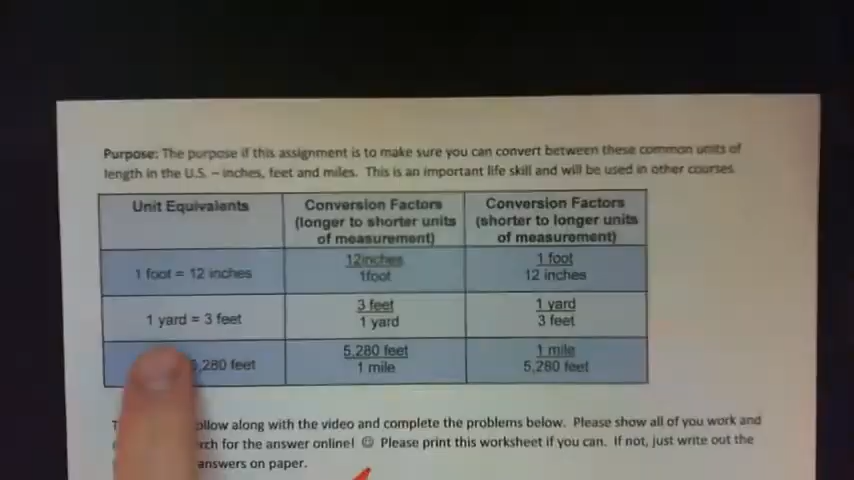 Purpose: The purpose if this assignment is to make sure you can convert between these common units of
length in the U.S. – inches, feet and miles. This is an important life skill and will be used in other courses.
Unit Equivalents
Conversion Factors
(longer to shorter units
of measurement)
Conversion Factors
(shorter to longer units
of measurement)
1 foot = 12 inches
12inches
1foot
1 foot
12 inches
1 yard = 3 feet
3 feet
1 yard
1 yard
3 feet
5,280 feet
5,280 feet
1 mile
1 mile
5,280 feet
ollow along with the video and complete the problems below. Please show all of you work and
for the answer online! ☺ Please print this worksheet if you can. If not, just write out the
answers on paper.